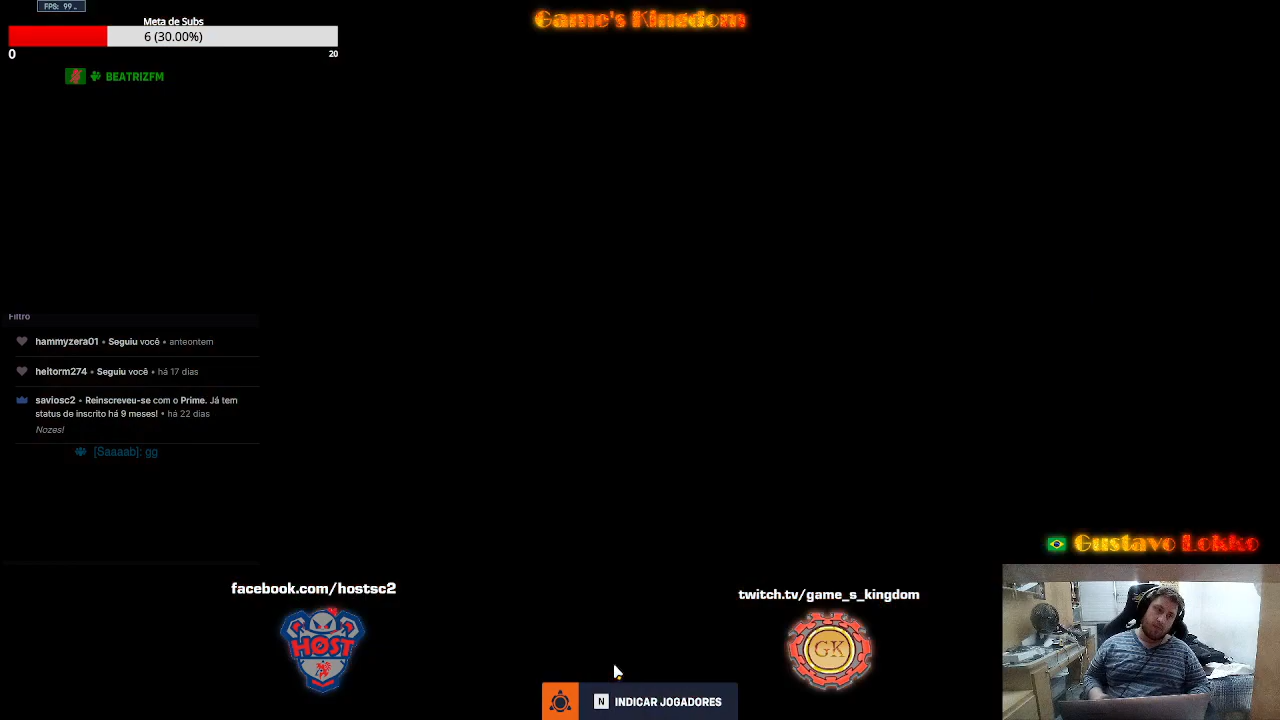 FPS: 99
Game's Kingdom
Meta de Subs
6 (30.00%)
0
20
BEATRIZFM
Filtro
hammyzera01 • Seguiu você • anteontem
heitorm274 • Seguiu você • há 17 dias
saviosc2 • Reinscreveu-se com o Prime. Já tem
status de inscrito há 9 meses! • há 22 dias
Nozes!
[Saaaab]: gg
Gustavo Lokko
facebook.com/hostsc2
twitch.tv/game_s_kingdom
HOST
GK
N INDICAR JOGADORES